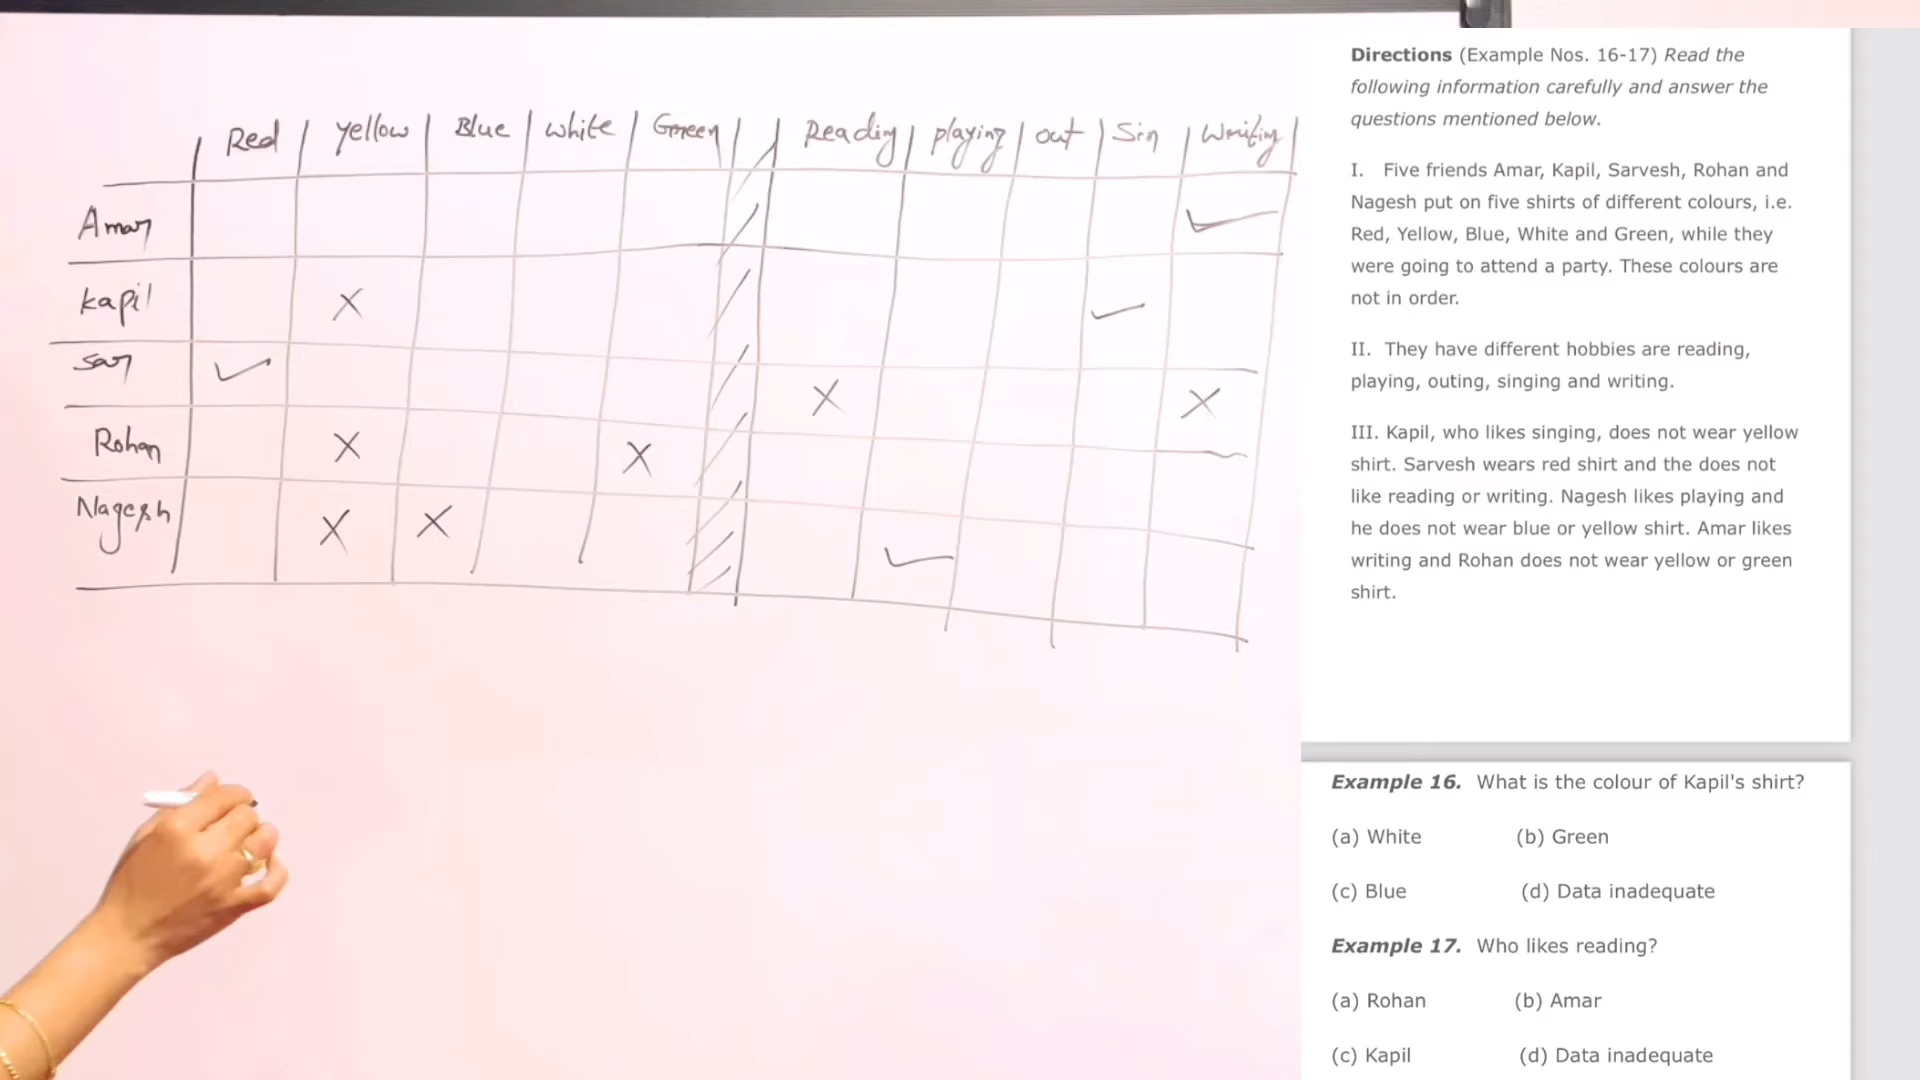 Red yellow Blue white Green Reading playing out Sin Writing
Amar
✓
Kapil X ✓
Sar ✓ X X
Rohan X X
Nagesh X X ✓
Directions (Example Nos. 16-17) Read the
following information carefully and answer the
questions mentioned below.
I. Five friends Amar, Kapil, Sarvesh, Rohan and
Nagesh put on five shirts of different colours, i.e.
Red, Yellow, Blue, White and Green, while they
were going to attend a party. These colours are
not in order.
II. They have different hobbies are reading,
playing, outing, singing and writing.
III. Kapil, who likes singing, does not wear yellow
shirt. Sarvesh wears red shirt and the does not
like reading or writing. Nagesh likes playing and
he does not wear blue or yellow shirt. Amar likes
writing and Rohan does not wear yellow or green
shirt.
Example 16. What is the colour of Kapil's shirt?
(a) White (b) Green
(c) Blue (d) Data inadequate
Example 17. Who likes reading?
(a) Rohan (b) Amar
(c) Kapil (d) Data inadequate